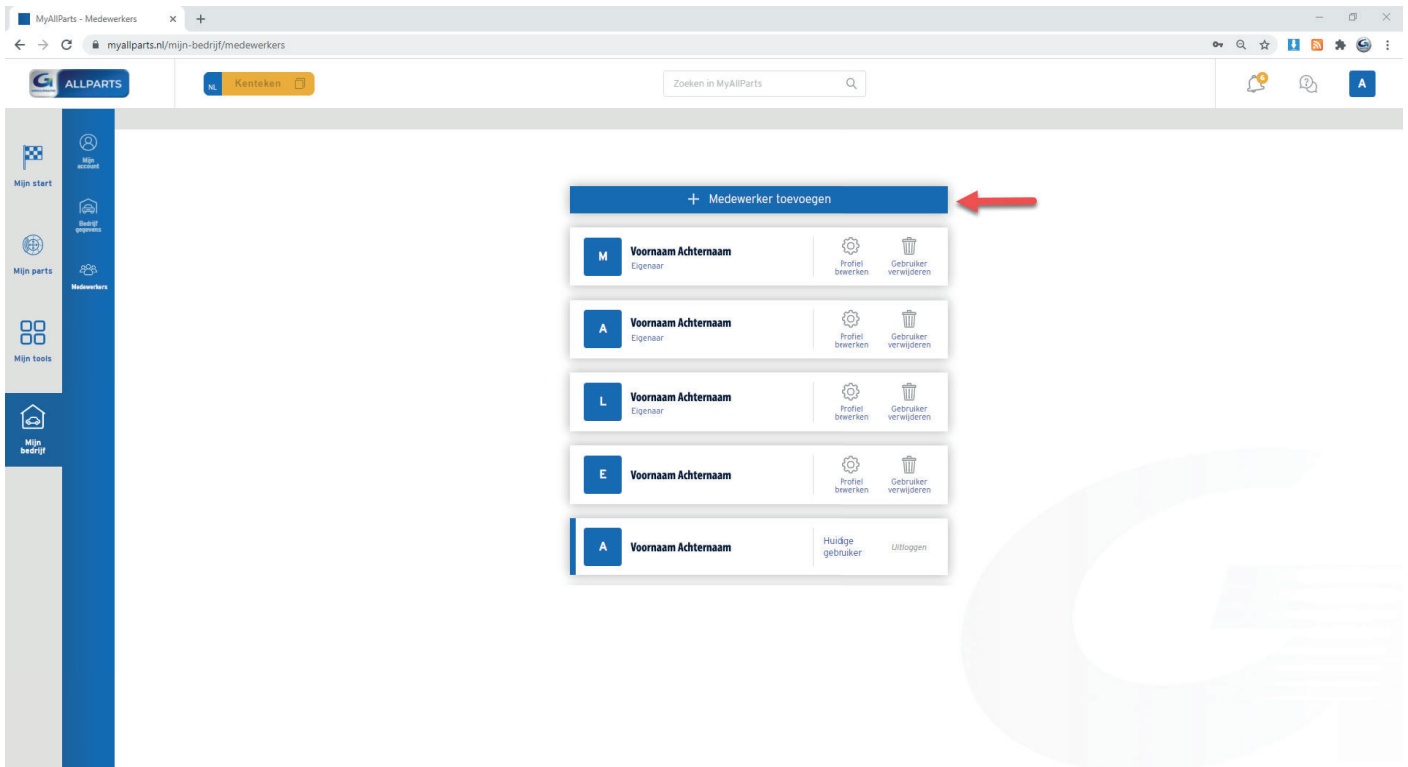 MyAllParts - Medewerkers
myallparts.nl/mijn-bedrijf/medewerkers
ALLPARTS
NL
Kenteken
Zoeken in MyAllParts
6
A
Mijn start
Mijn parts
Mijn tools
Mijn
bedrijf
Mijn
account
Bedrijf
gegevens
Medewerkers
+ Medewerker toevoegen
M
Voornaam Achternaam
Eigenaar
Profiel
bewerken
Gebruiker
verwijderen
A
Voornaam Achternaam
Eigenaar
Profiel
bewerken
Gebruiker
verwijderen
L
Voornaam Achternaam
Eigenaar
Profiel
bewerken
Gebruiker
verwijderen
E
Voornaam Achternaam
Profiel
bewerken
Gebruiker
verwijderen
A
Voornaam Achternaam
Huidige
gebruiker
Uitloggen